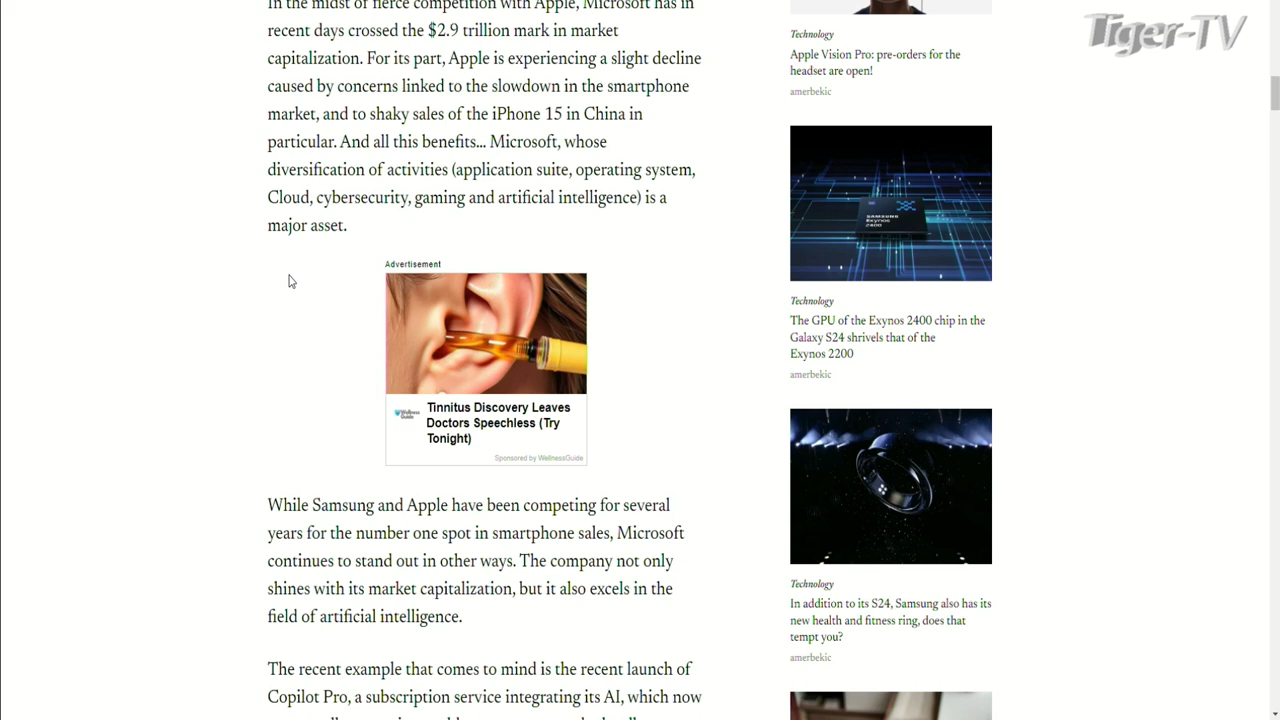 In the midst of fierce competition with Apple, Microsoft has in
recent days crossed the $2.9 trillion mark in market
capitalization. For its part, Apple is experiencing a slight decline
caused by concerns linked to the slowdown in the smartphone
market, and to shaky sales of the iPhone 15 in China in
particular. And all this benefits... Microsoft, whose
diversification of activities (application suite, operating system,
Cloud, cybersecurity, gaming and artificial intelligence) is a
major asset.
Advertisement
Wellness
Guide
Tinnitus Discovery Leaves
Doctors Speechless (Try
Tonight)
Sponsored by WellnessGuide
While Samsung and Apple have been competing for several
years for the number one spot in smartphone sales, Microsoft
continues to stand out in other ways. The company not only
shines with its market capitalization, but it also excels in the
field of artificial intelligence.
The recent example that comes to mind is the recent launch of
Copilot Pro, a subscription service integrating its AI, which now
Tiger-TV
Technology
Apple Vision Pro: pre-orders for the
headset are open!
amerbekic
SAMSUNG
Exynos
2400
Technology
The GPU of the Exynos 2400 chip in the
Galaxy S24 shrivels that of the
Exynos 2200
amerbekic
Technology
In addition to its S24, Samsung also has its
new health and fitness ring, does that
tempt you?
amerbekic